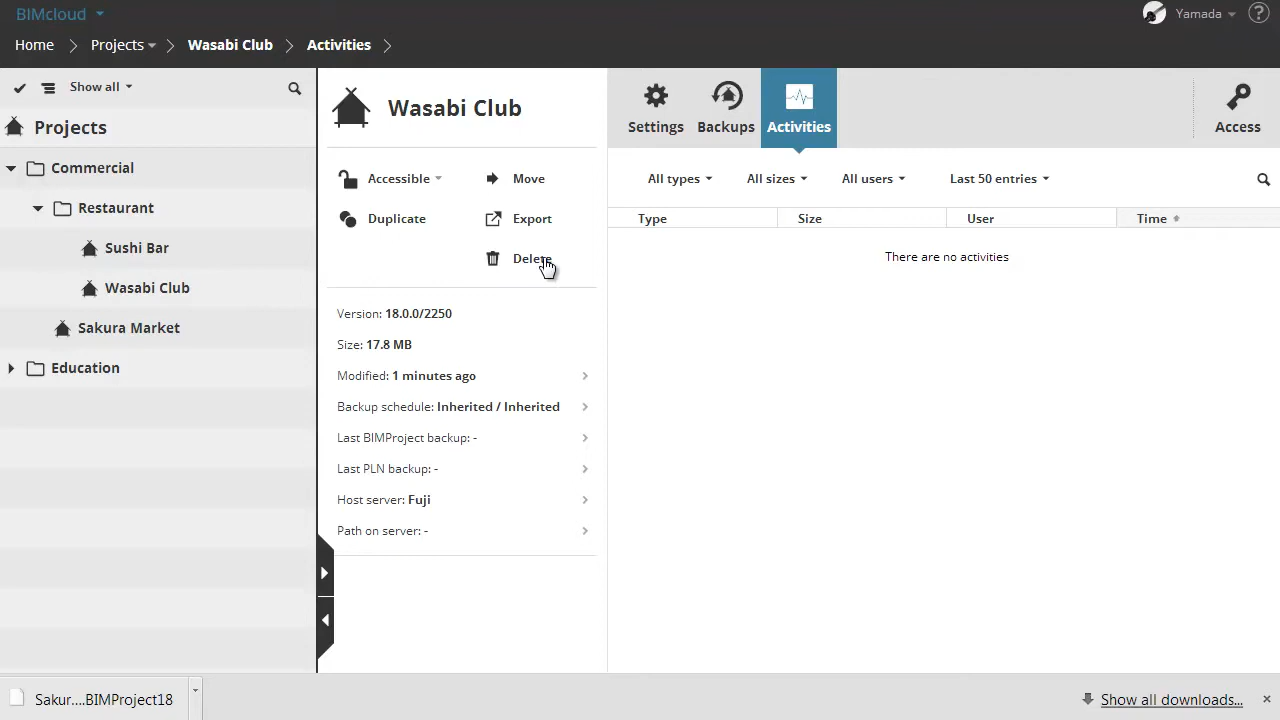 BIMcloud
Yamada
Home Projects Wasabi Club Activities
Show all
Projects
Commercial
Restaurant
Sushi Bar
Wasabi Club
Sakura Market
Education
Wasabi Club
Accessible
Move
Duplicate
Export
Delete
Version: 18.0.0/2250
Size: 17.8 MB
Modified: 1 minutes ago
Backup schedule: Inherited / Inherited
Last BIMProject backup: -
Last PLN backup: -
Host server: Fuji
Path on server: -
Settings
Backups
Activities
Access
All types
All sizes
All users
Last 50 entries
Type
Size
User
Time
There are no activities
Sakur....BIMProject18
Show all downloads...